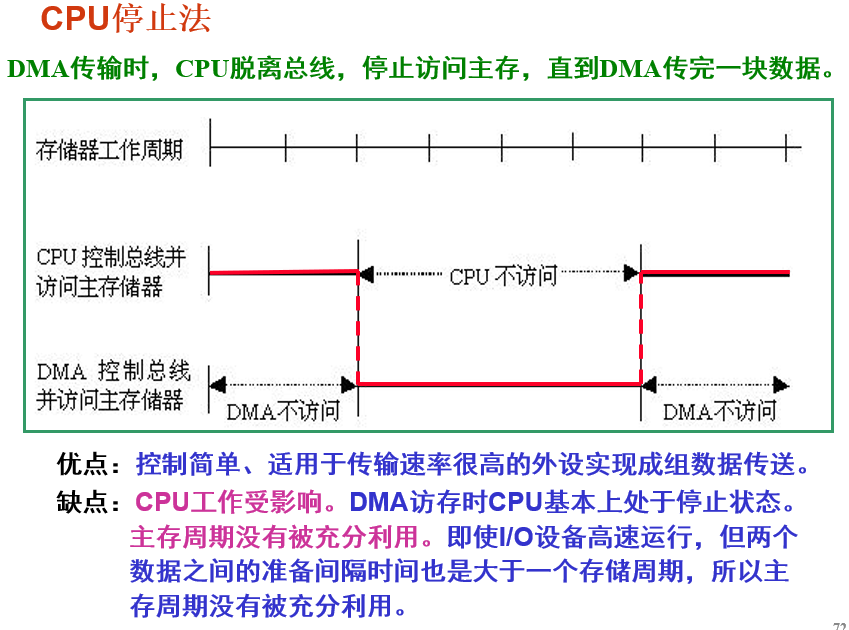 CPU停止法
DMA传输时，CPU脱离总线，停止访问主存，直到DMA传完一块数据。
存储器工作周期
CPU 控制总线并
访问主存储器
CPU 不访问
DMA 控制总线
并访问主存储器
DMA不访问
DMA不访问
优点：控制简单、适用于传输速率很高的外设实现成组数据传送。
缺点：CPU工作受影响。DMA访存时CPU基本上处于停止状态。
主存周期没有被充分利用。即使I/O设备高速运行，但两个
数据之间的准备间隔时间也是大于一个存储周期，所以主
存周期没有被充分利用。
72